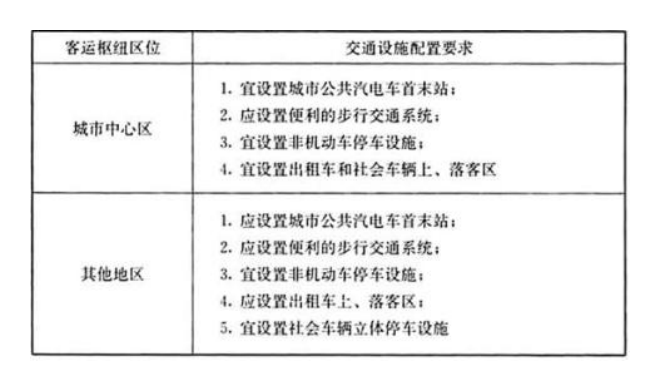 客运枢纽区位 交通设施配置要求
城市中心区
1. 宜设置城市公共汽电车首末站；
2. 应设置便利的步行交通系统；
3. 宜设置非机动车停车设施；
4. 宜设置出租车和社会车辆上、落客区
其他地区
1. 应设置城市公共汽电车首末站；
2. 应设置便利的步行交通系统；
3. 宜设置非机动车停车设施；
4. 应设置出租车上、落客区；
5. 宜设置社会车辆立体停车设施